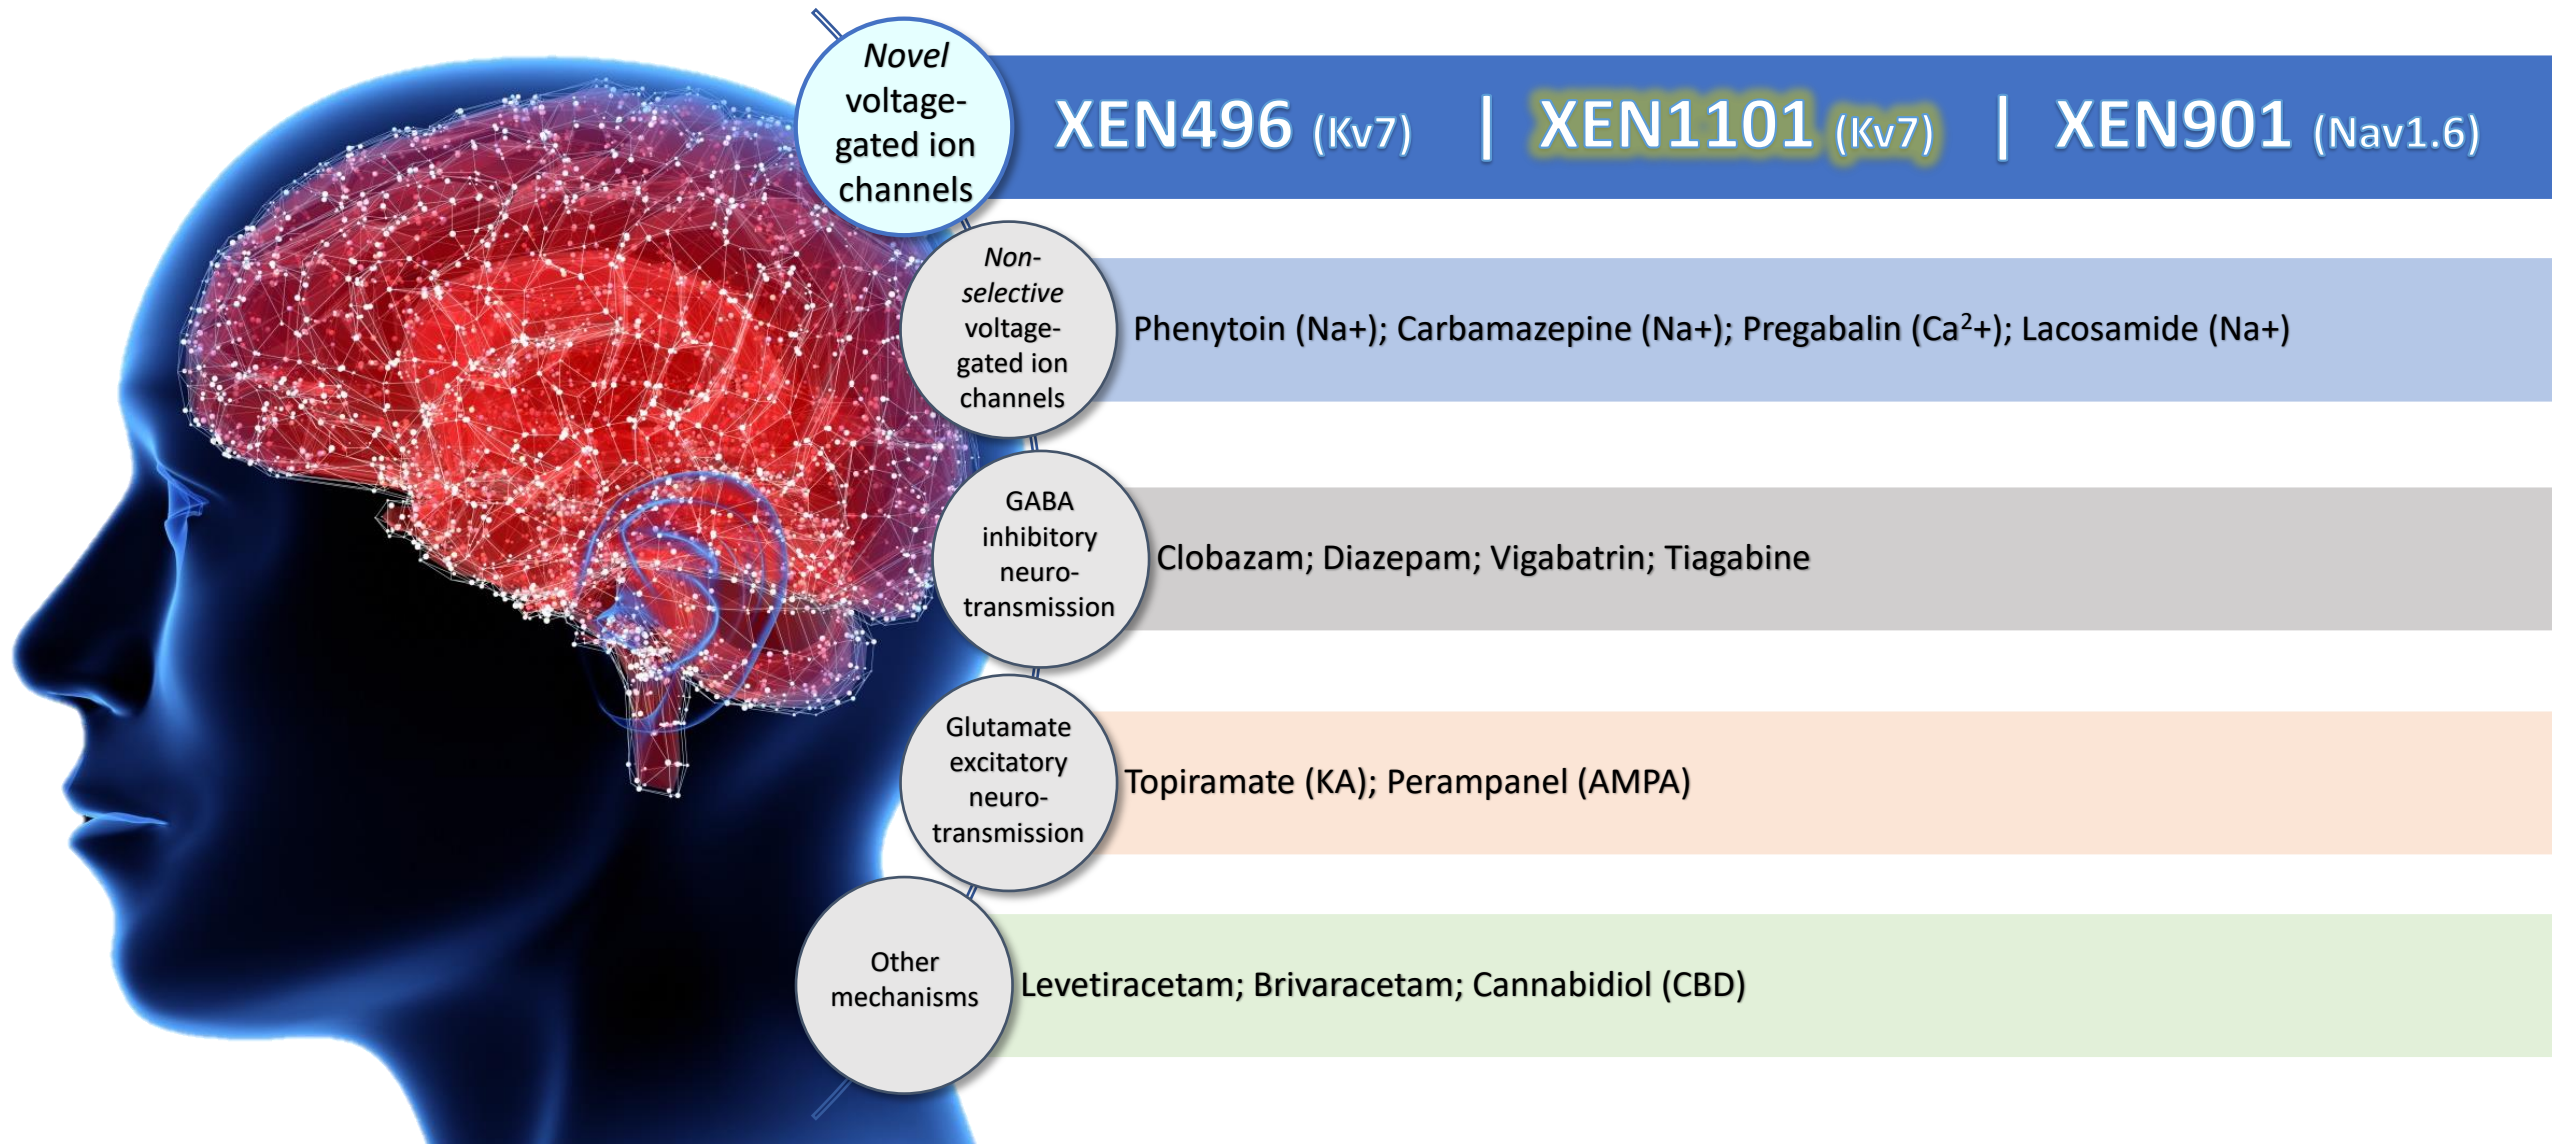 Novel
voltage-
gated ion
channels
XEN496 (Kv7) | XEN1101 (Kv7) | XEN901 (Nav1.6)
Non-
selective
voltage-
gated ion
channels
Phenytoin (Na+); Carbamazepine (Na+); Pregabalin (Ca²+); Lacosamide (Na+)
GABA
inhibitory
neuro-
transmission
Clobazam; Diazepam; Vigabatrin; Tiagabine
Glutamate
excitatory
neuro-
transmission
Topiramate (KA); Perampanel (AMPA)
Other
mechanisms
Levetiracetam; Brivaracetam; Cannabidiol (CBD)